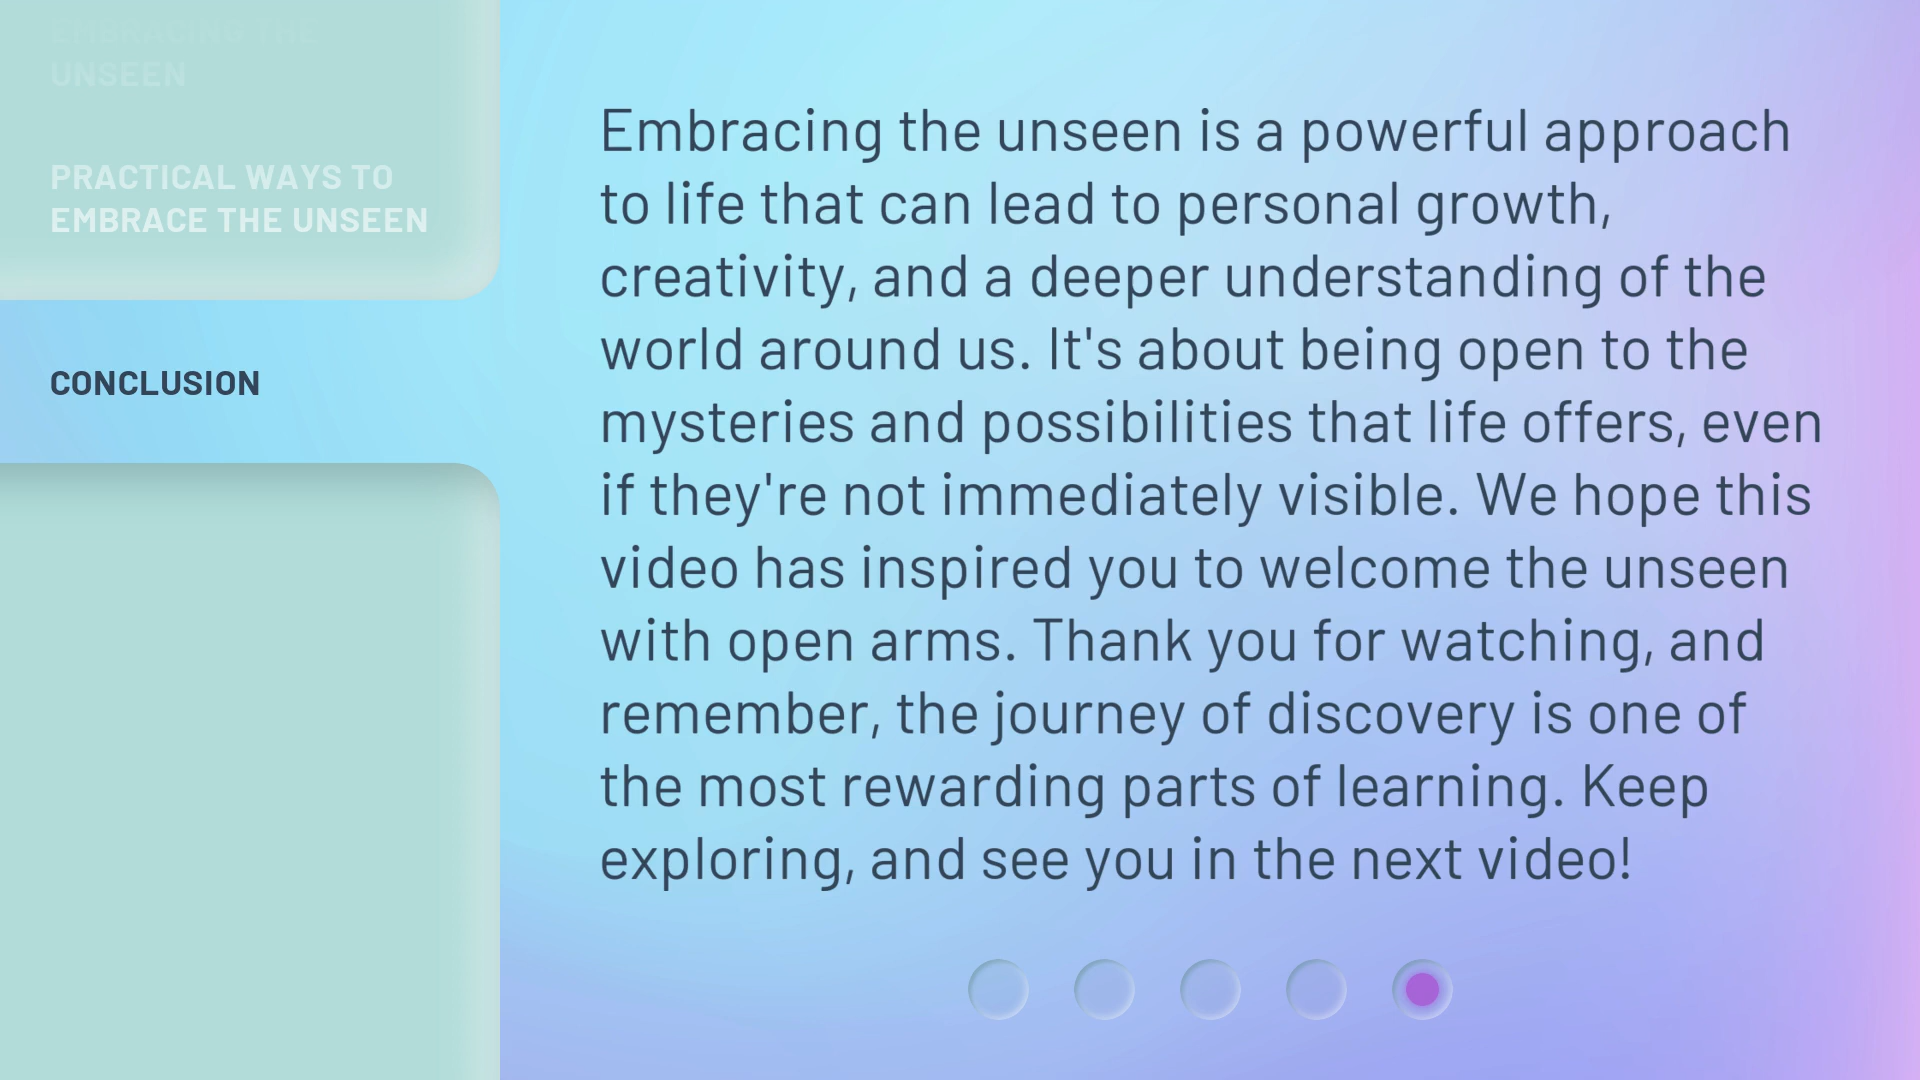 EMBRACING THE
UNSEEN
PRACTICAL WAYS TO
EMBRACE THE UNSEEN
CONCLUSION
Embracing the unseen is a powerful approach
to life that can lead to personal growth,
creativity, and a deeper understanding of the
world around us. It's about being open to the
mysteries and possibilities that life offers, even
if they're not immediately visible. We hope this
video has inspired you to welcome the unseen
with open arms. Thank you for watching, and
remember, the journey of discovery is one of
the most rewarding parts of learning. Keep
exploring, and see you in the next video!